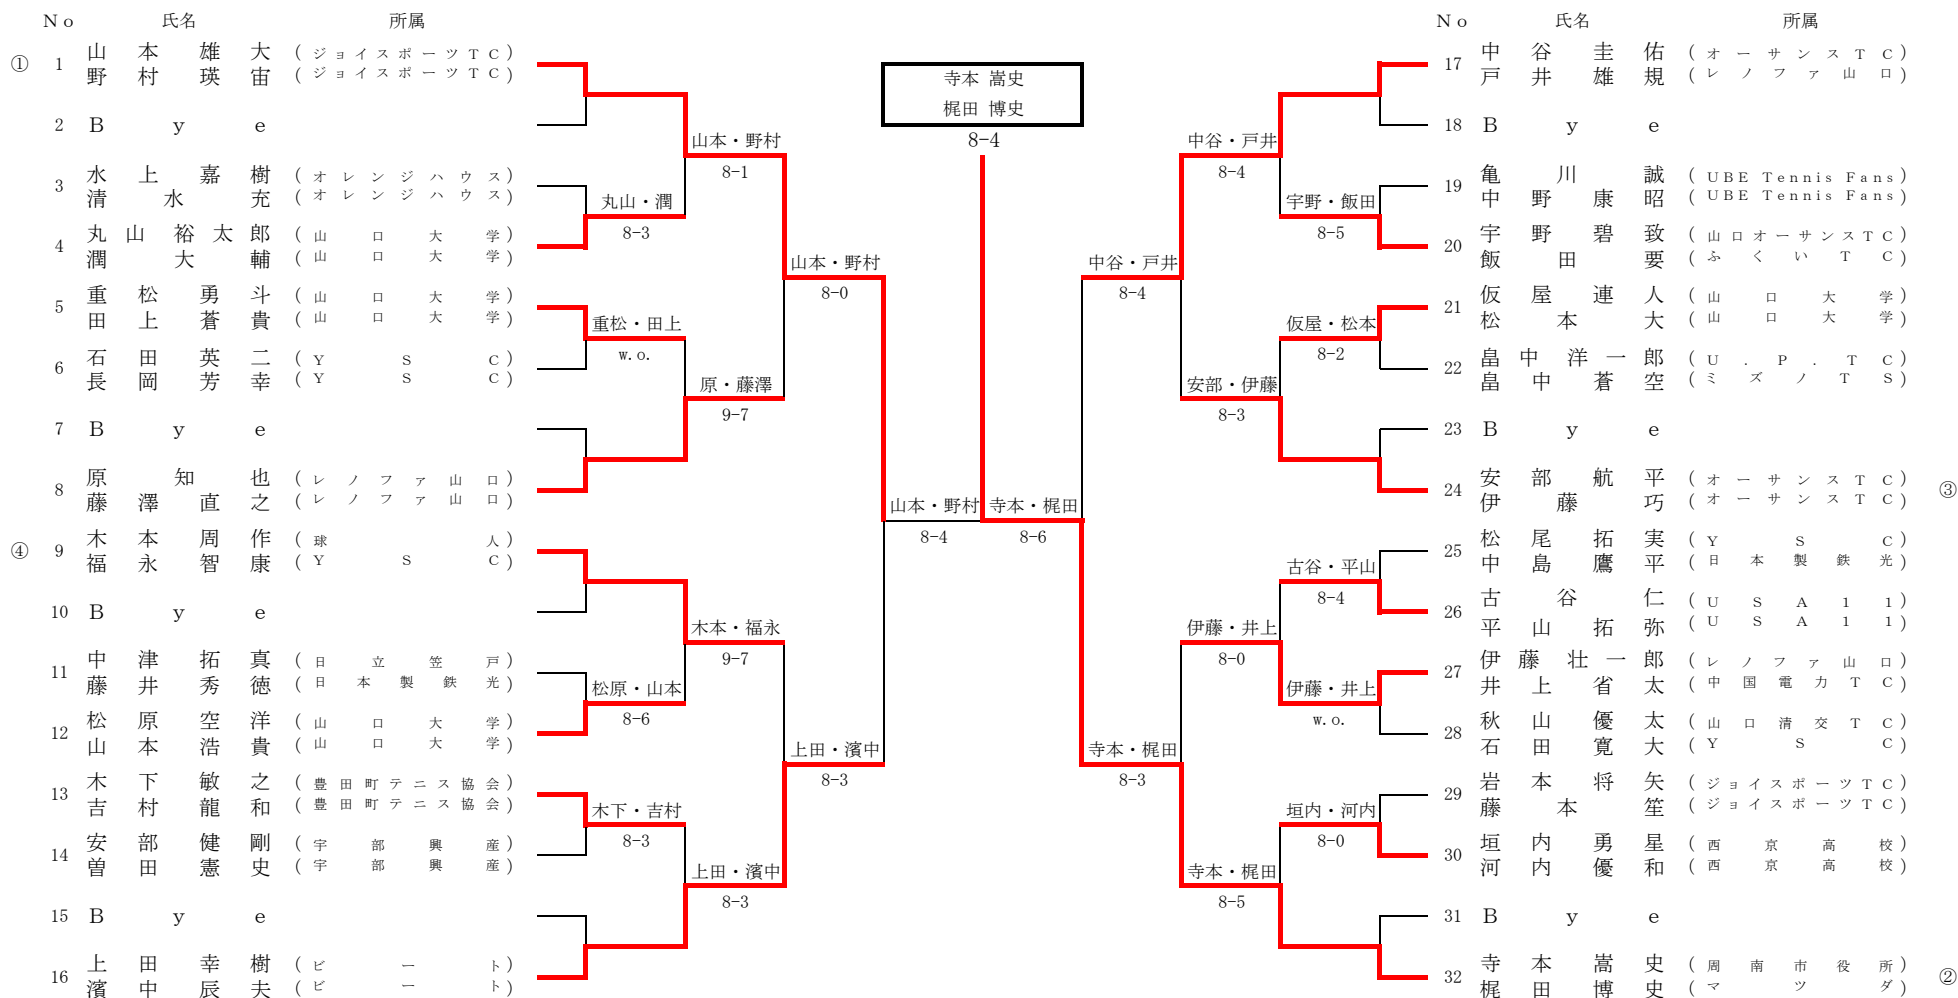 No 氏名 所属
① 1 山本雄大 (ジョイスポーツTC)
野村瑛宙 (ジョイスポーツTC)
2 Bye
3 水上嘉樹 (オレンジハウス)
清水充 (オレンジハウス)
4 丸山裕太郎 (山口大学)
潤大輔 (山口大学)
5 重松勇斗 (山口大学)
田上蒼貴 (山口大学)
6 石田英二 (YSC)
長岡芳幸 (YSC)
7 Bye
8 原知也 (レノファ山口)
藤澤直之 (レノファ山口)
④ 9 木本周作 (球人)
福永智康 (YSC)
10 Bye
11 中津拓真 (日立笠戸)
藤井秀徳 (日本製鉄光)
12 松原空洋 (山口大学)
山本浩貴 (山口大学)
13 木下敏之 (豊田町テニス協会)
吉村龍和 (豊田町テニス協会)
14 安部健剛 (宇部興産)
曽田憲史 (宇部興産)
15 Bye
16 上田幸樹 (ビート)
濱中辰夫 (ビート)
丸山・潤
8-3
重松・田上
w.o.
松原・山本
8-6
木下・吉村
8-3
山本・野村
8-1
原・藤澤
9-7
木本・福永
9-7
上田・濱中
8-3
山本・野村
8-0
上田・濱中
8-3
山本・野村
8-4
寺本 嵩史
梶田 博史
8-4
寺本・梶田
8-6
中谷・戸井
8-4
寺本・梶田
8-3
中谷・戸井
8-4
安部・伊藤
8-3
伊藤・井上
8-0
寺本・梶田
8-5
宇野・飯田
8-5
仮屋・松本
8-2
古谷・平山
8-4
伊藤・井上
w.o.
垣内・河内
8-0
No 氏名 所属
17 中谷圭佑 (オーサンスTC)
戸井雄規 (レノファ山口)
18 Bye
19 亀川誠 (UBE Tennis Fans)
中野康昭 (UBE Tennis Fans)
20 宇野碧致 (山口オーサンスTC)
飯田要 (ふくいTC)
21 仮屋連人 (山口大学)
松本大 (山口大学)
22 畠中洋一郎 (U.P.TC)
畠中蒼空 (ミズノTS)
23 Bye
24 安部航平 (オーサンスTC) ③
伊藤巧 (オーサンスTC)
25 松尾拓実 (YSC)
中島鷹平 (日本製鉄光)
26 古谷仁 (USA11)
平山拓弥 (USA11)
27 伊藤壮一郎 (レノファ山口)
井上省太 (中国電力TC)
28 秋山優太 (山口清交TC)
石田寛大 (YSC)
29 岩本将矢 (ジョイスポーツTC)
藤本笙 (ジョイスポーツTC)
30 垣内勇星 (西京高校)
河内優和 (西京高校)
31 Bye
32 寺本嵩史 (周南市役所) ②
梶田博史 (マツダ)